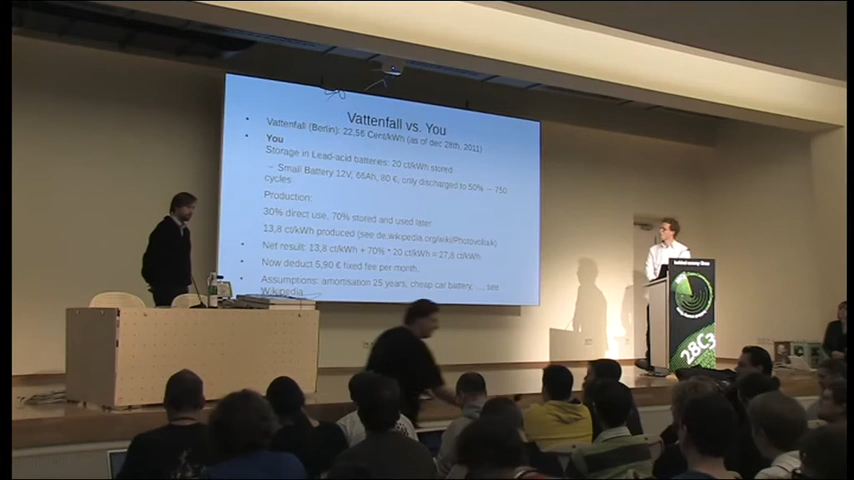 Vattenfall vs. You
• Vattenfall (Berlin): 22,56 Cent/kWh (as of dec 28th, 2011)
• You
Storage in Lead-acid batteries: 20 ct/kWh stored
→ Small Battery 12V, 66Ah, 80 €, only discharged to 50% → 750
cycles
Production:
30% direct use, 70% stored and used later
13,8 ct/kWh produced (see de.wikipedia.org/wiki/Photovoltaik)
• Net result: 13,8 ct/kWh + 70% * 20 ct/kWh = 27,8 ct/kWh
• Now deduct 5,90 € fixed fee per month.
• Assumptions: amortisation 25 years, cheap car battery, … see
Wikipedia
behind enemy lines
28C3